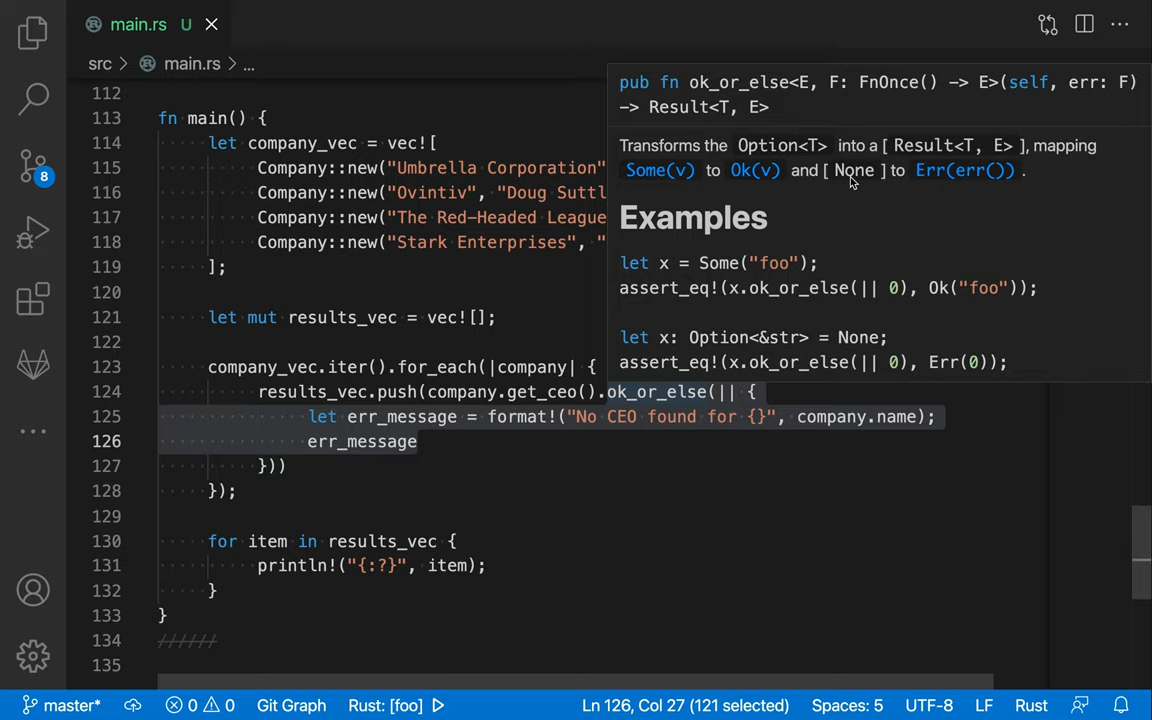 main.rs U
src > main.rs > ...
112
113 fn main() {
114 let company_vec = vec![
115 Company::new("Umbrella Corporation"
116 Company::new("Ovintiv", "Doug Suttl
117 Company::new("The Red-Headed League
118 Company::new("Stark Enterprises", "
119 ];
120
121 let mut results_vec = vec![];
122
123 company_vec.iter().for_each(|company| {
124 results_vec.push(company.get_ceo().ok_or_else(|| {
125 let err_message = format!("No CEO found for {}", company.name);
126 err_message
127 }))
128 });
129
130 for item in results_vec {
131 println!("{:?}", item);
132 }
133 }
134 //////
135
pub fn ok_or_else<E, F: FnOnce() -> E>(self, err: F)
-> Result<T, E>
Transforms the Option<T> into a [ Result<T, E> ], mapping
Some(v) to Ok(v) and [ None ] to Err(err()) .
Examples
let x = Some("foo");
assert_eq!(x.ok_or_else(|| 0), Ok("foo"));
let x: Option<&str> = None;
assert_eq!(x.ok_or_else(|| 0), Err(0));
8
master* 0 0 Git Graph Rust: [foo] Ln 126, Col 27 (121 selected) Spaces: 5 UTF-8 LF Rust